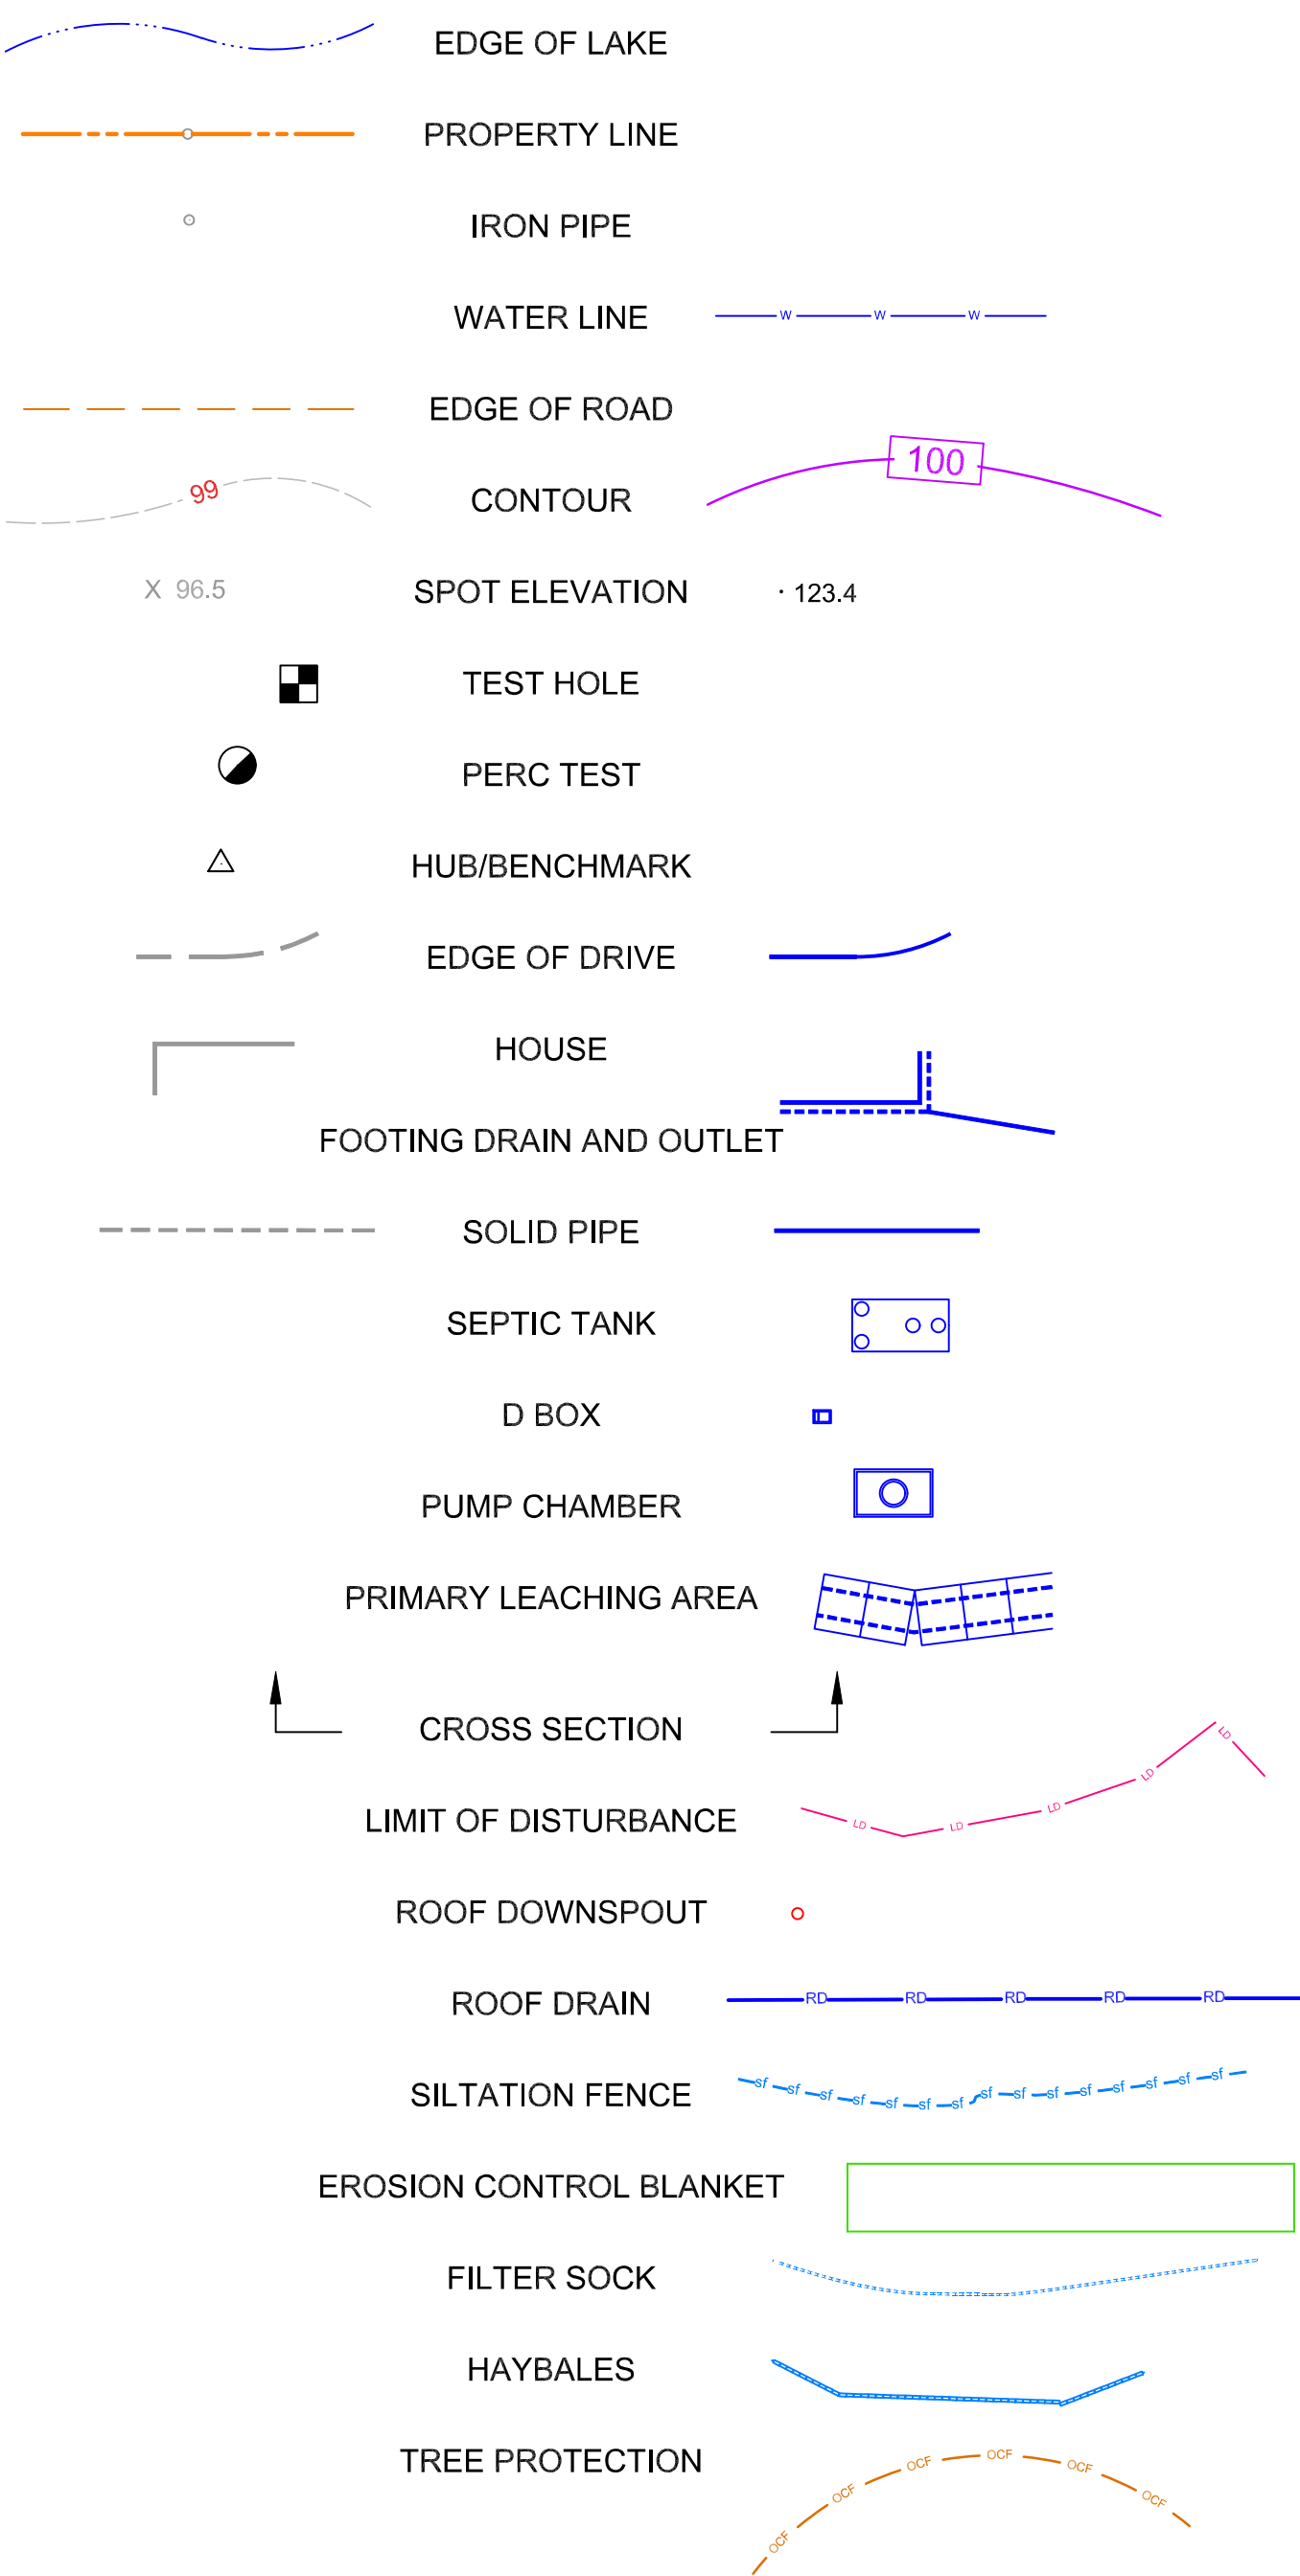 EDGE OF LAKE
PROPERTY LINE
IRON PIPE
WATER LINE W W W
EDGE OF ROAD
100
99 CONTOUR
X 96.5 SPOT ELEVATION · 123.4
TEST HOLE
PERC TEST
HUB/BENCHMARK
EDGE OF DRIVE
HOUSE
FOOTING DRAIN AND OUTLET
SOLID PIPE
SEPTIC TANK
D BOX
PUMP CHAMBER
PRIMARY LEACHING AREA
CROSS SECTION
LIMIT OF DISTURBANCE LD LD LD LD LD
ROOF DOWNSPOUT
ROOF DRAIN RD RD RD RD RD
SILTATION FENCE sf sf sf sf sf sf sf sf sf sf sf sf sf sf sf
EROSION CONTROL BLANKET
FILTER SOCK
HAYBALES
TREE PROTECTION OCF OCF OCF OCF OCF OCF